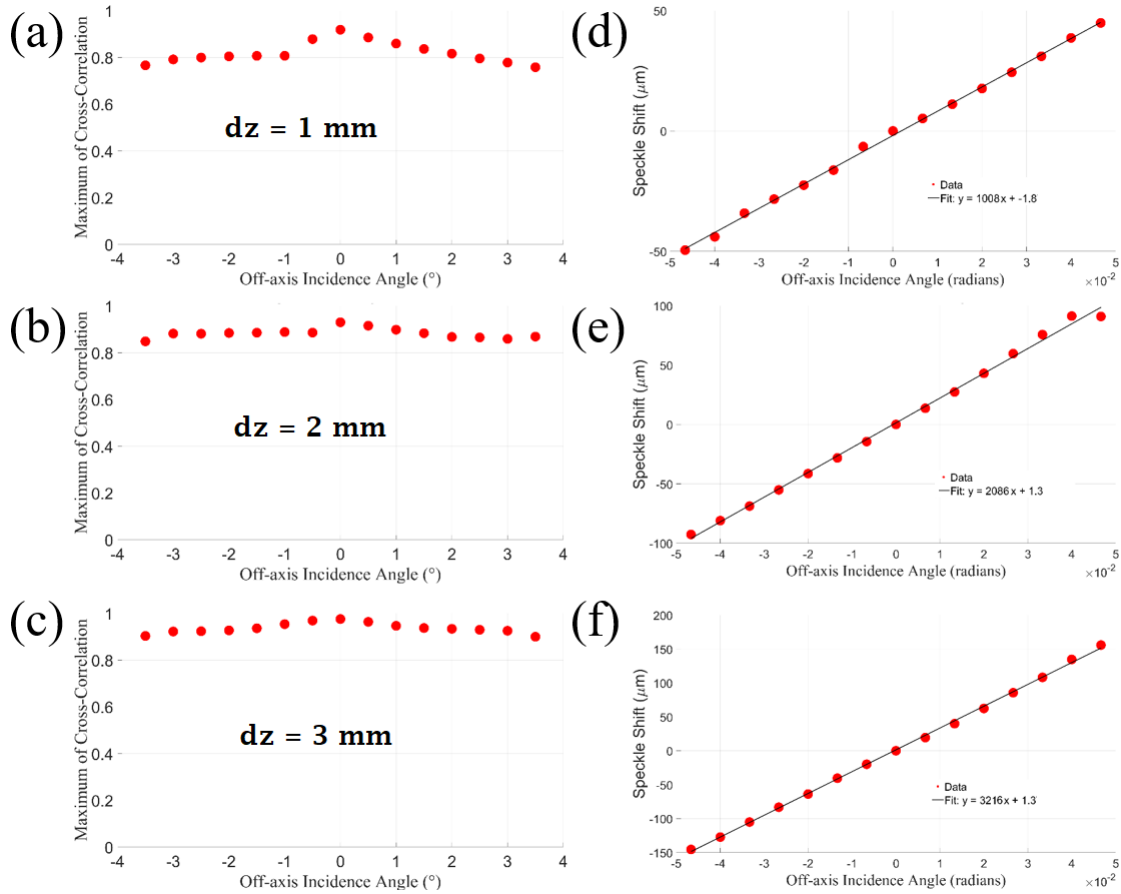 (a)
Maximum of Cross-Correlation
1
0.8
0.6
0.4
0.2
0
dz = 1 mm
-4 -3 -2 -1 0 1 2 3 4
Off-axis Incidence Angle (°)
(d)
Speckle Shift (μm)
50
0
-50
Data
Fit: y = 1008x + -1.8
-5 -4 -3 -2 -1 0 1 2 3 4 5
Off-axis Incidence Angle (radians)
×10-2
(b)
Maximum of Cross-Correlation
1
0.8
0.6
0.4
0.2
0
dz = 2 mm
-4 -3 -2 -1 0 1 2 3 4
Off-axis Incidence Angle (°)
(e)
Speckle Shift (μm)
100
50
0
-50
-100
Data
Fit: y = 2086x + 1.3
-5 -4 -3 -2 -1 0 1 2 3 4 5
Off-axis Incidence Angle (radians)
×10-2
(c)
Maximum of Cross-Correlation
1
0.8
0.6
0.4
0.2
0
dz = 3 mm
-4 -3 -2 -1 0 1 2 3 4
Off-axis Incidence Angle (°)
(f)
Speckle Shift (μm)
200
150
100
50
0
-50
-100
-150
Data
Fit: y = 3216x + 1.3
-5 -4 -3 -2 -1 0 1 2 3 4 5
Off-axis Incidence Angle (radians)
×10-2